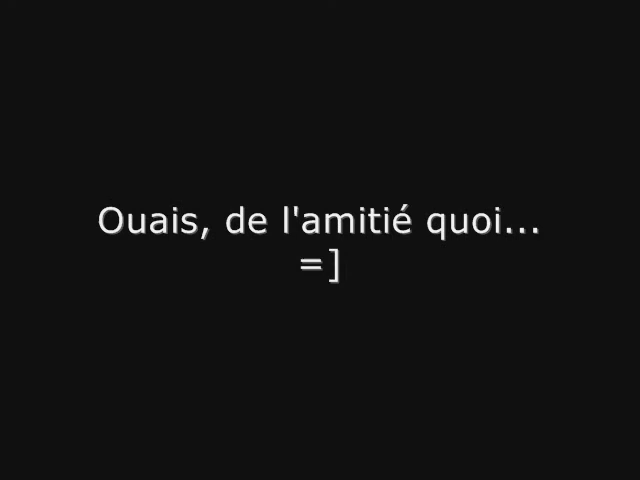 Ouais, de l'amitié quoi...
=]